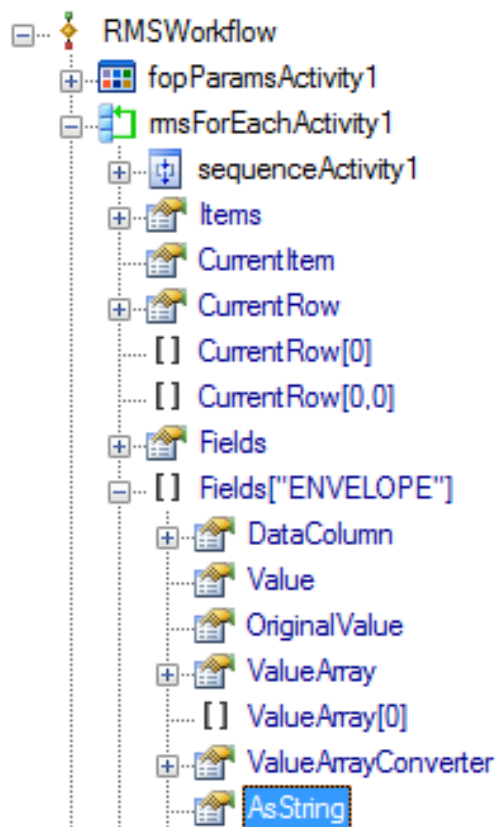 RMSWorkflow
fopParamsActivity1
rmsForEachActivity1
sequenceActivity1
Items
CurrentItem
CurrentRow
[ ] CurrentRow[0]
[ ] CurrentRow[0,0]
Fields
[ ] Fields["ENVELOPE"]
DataColumn
Value
OriginalValue
ValueArray
[ ] ValueArray[0]
ValueArrayConverter
AsString